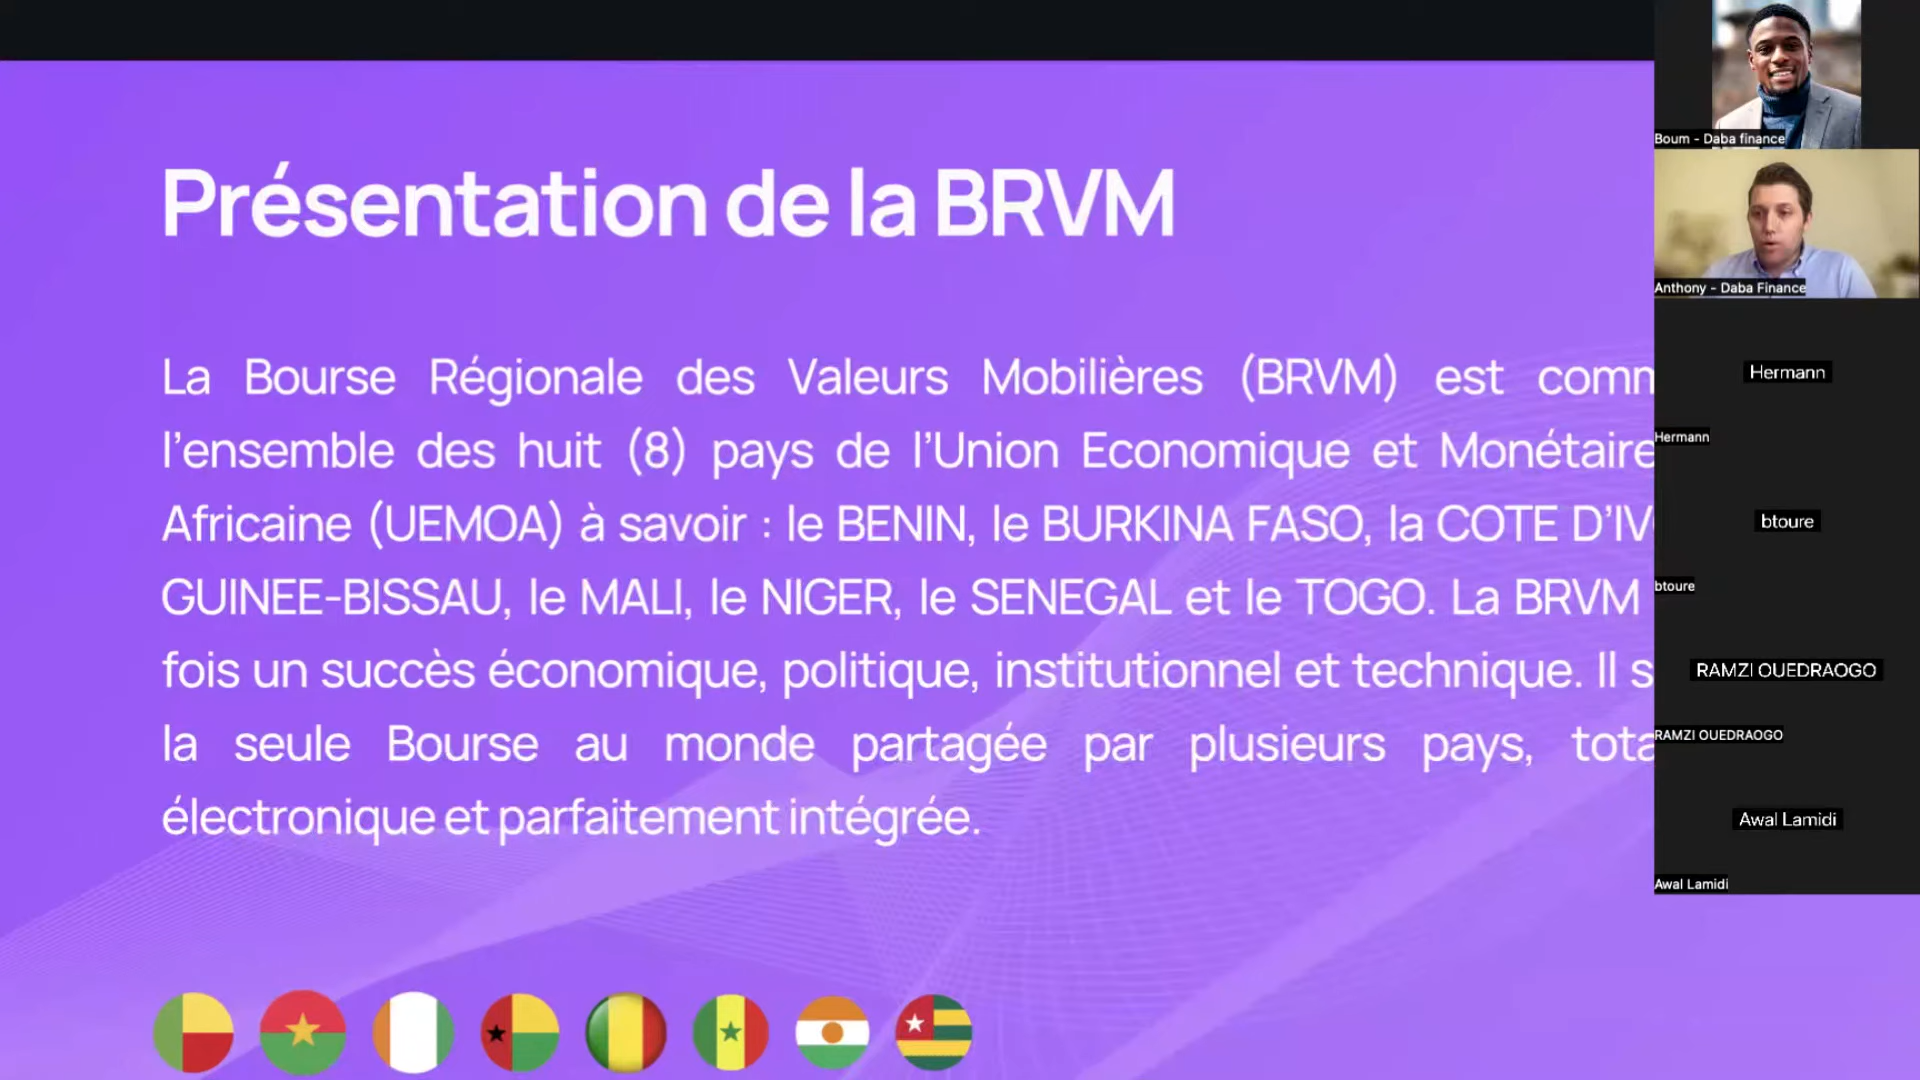 Présentation de la BRVM
La Bourse Régionale des Valeurs Mobilières (BRVM) est
l'ensemble des huit (8) pays de l'Union Economique et Monétaire
Africaine (UEMOA) à savoir : le BENIN, le BURKINA FASO, la COTE
GUINEE-BISSAU, le MALI, le NIGER, le SENEGAL et le TOGO. La BRVM
fois un succès économique, politique, institutionnel et technique. Il
la seule Bourse au monde partagée par plusieurs pays,
électronique et parfaitement intégrée.
Boum - Daba finance
Anthony - Daba Finance
Hermann
Hermann
btoure
btoure
RAMZI OUEDRAOGO
RAMZI OUEDRAOGO
Awal Lamidi
Awal Lamidi